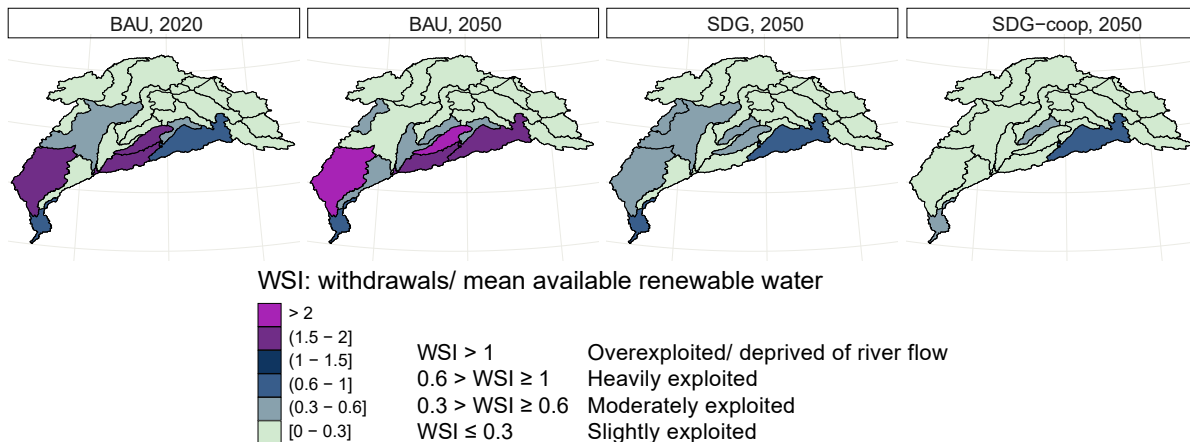 BAU, 2020
BAU, 2050
SDG, 2050
SDG−coop, 2050
WSI: withdrawals/ mean available renewable water
> 2
(1.5 − 2]
(1 − 1.5]
(0.6 − 1]
(0.3 − 0.6]
[0 − 0.3]
WSI > 1 Overexploited/ deprived of river flow
0.6 > WSI ≥ 1 Heavily exploited
0.3 > WSI ≥ 0.6 Moderately exploited
WSI ≤ 0.3 Slightly exploited